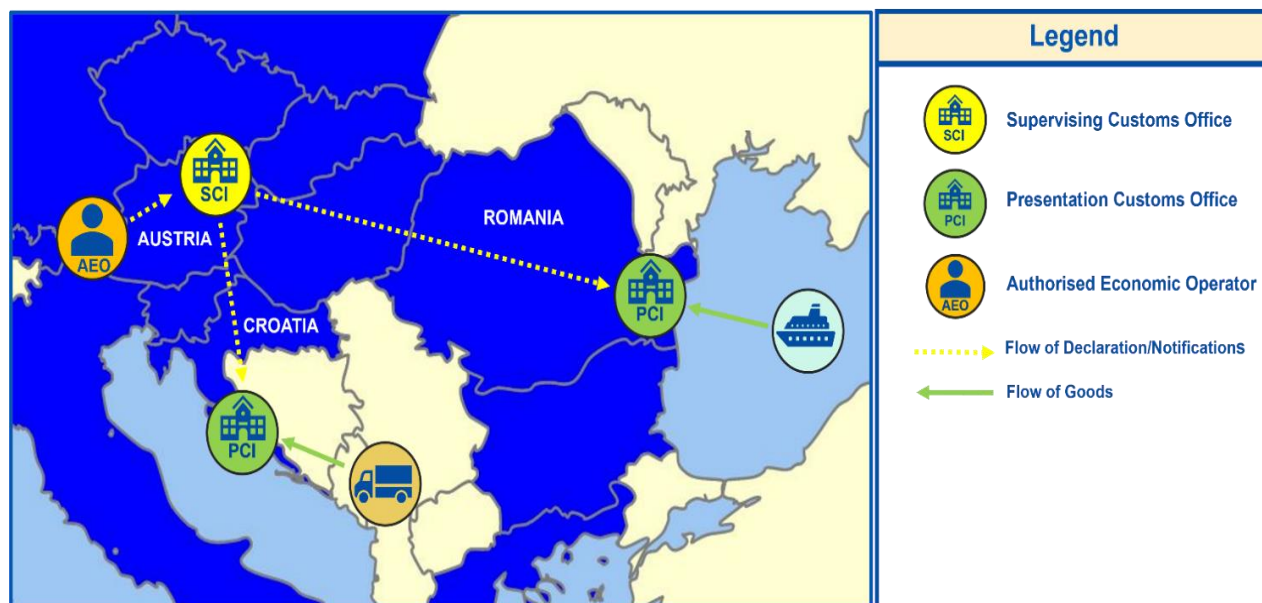 SCI
AEO
AUSTRIA
ROMANIA
PCI
CROATIA
PCI
Legend
SCI
Supervising Customs Office
PCI
Presentation Customs Office
AEO
Authorised Economic Operator
Flow of Declaration/Notifications
Flow of Goods